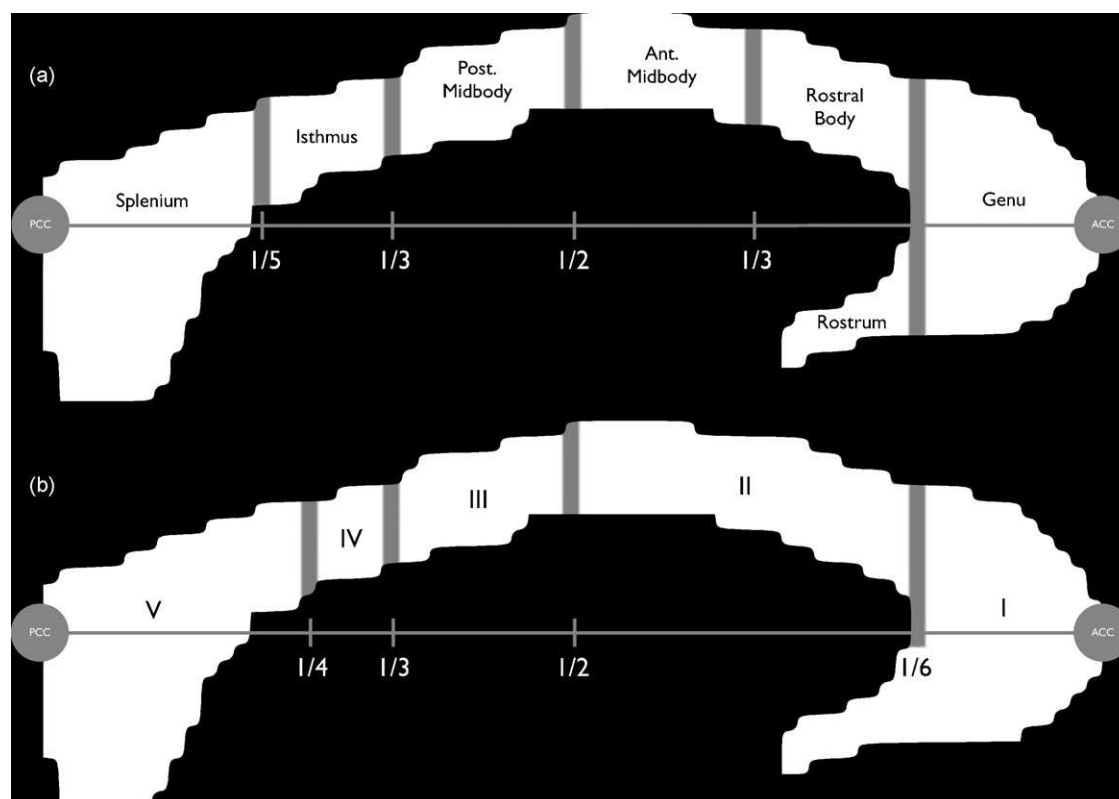 (a)
Post.
Midbody
Ant.
Midbody
Rostral
Body
Isthmus
Splenium
Genu
PCC
ACC
1/5
1/3
1/2
1/3
Rostrum
(b)
III
II
IV
V
I
PCC
ACC
1/4
1/3
1/2
1/6